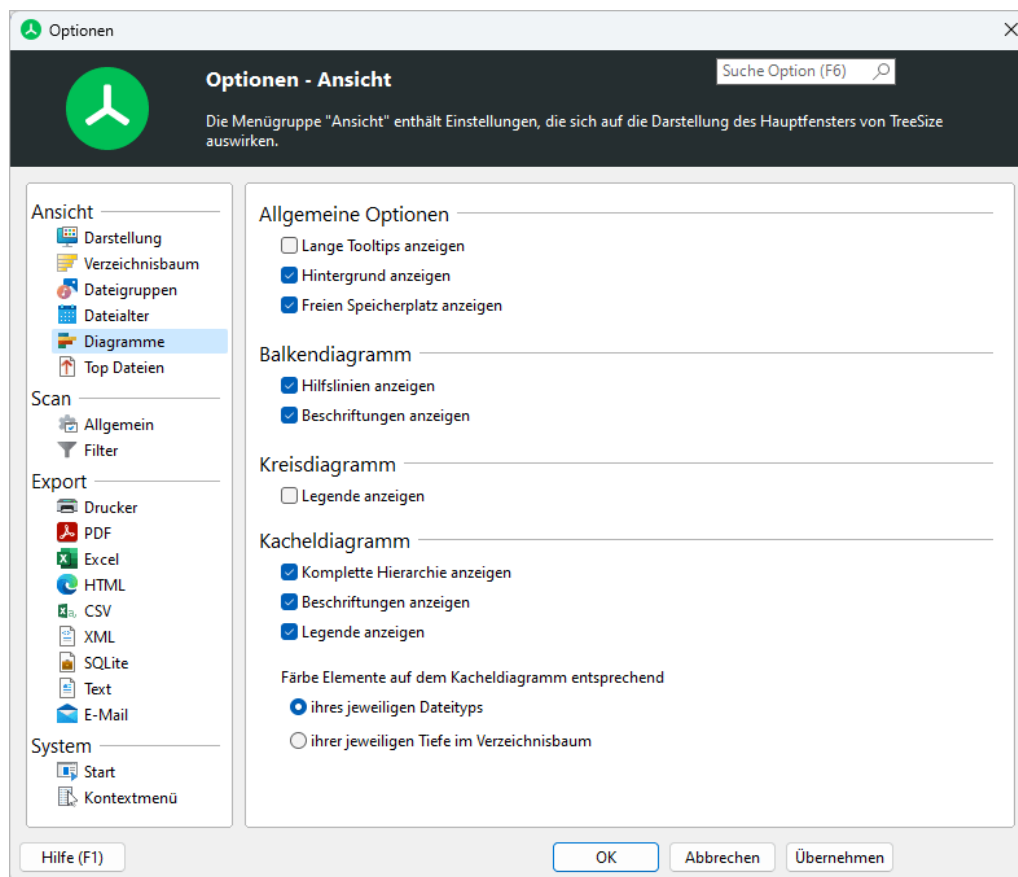 Optionen
Optionen - Ansicht
Suche Option (F6)
Die Menügruppe "Ansicht" enthält Einstellungen, die sich auf die Darstellung des Hauptfensters von TreeSize
auswirken.
Ansicht
Darstellung
Verzeichnisbaum
Dateigruppen
Dateialter
Diagramme
Top Dateien
Scan
Allgemein
Filter
Export
Drucker
PDF
Excel
HTML
CSV
XML
SQLite
Text
E-Mail
System
Start
Kontextmenü
Allgemeine Optionen
Lange Tooltips anzeigen
Hintergrund anzeigen
Freien Speicherplatz anzeigen
Balkendiagramm
Hilfslinien anzeigen
Beschriftungen anzeigen
Kreisdiagramm
Legende anzeigen
Kacheldiagramm
Komplette Hierarchie anzeigen
Beschriftungen anzeigen
Legende anzeigen
Färbe Elemente auf dem Kacheldiagramm entsprechend
ihres jeweiligen Dateityps
ihrer jeweiligen Tiefe im Verzeichnisbaum
Hilfe (F1)
OK
Abbrechen
Übernehmen